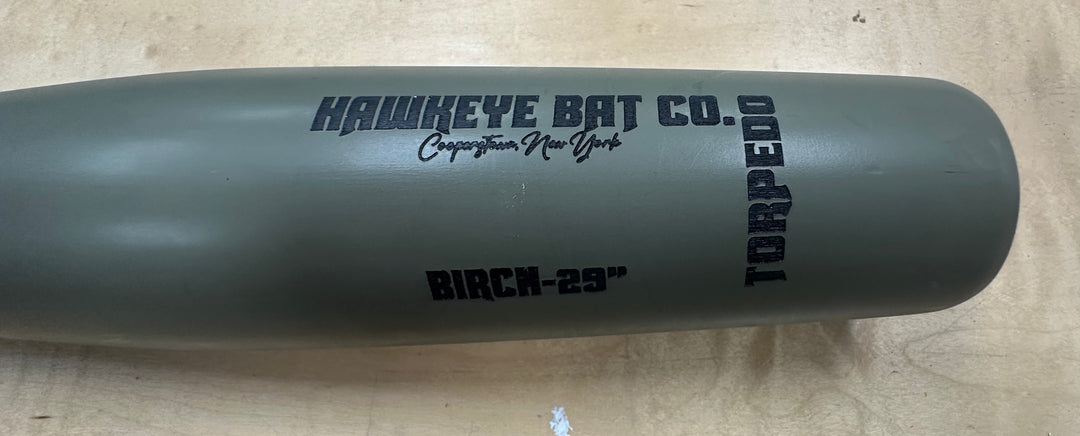 HAWKEYE BAT CO.
Cooperstown, New York
BIRCH-29"
TORPEDO